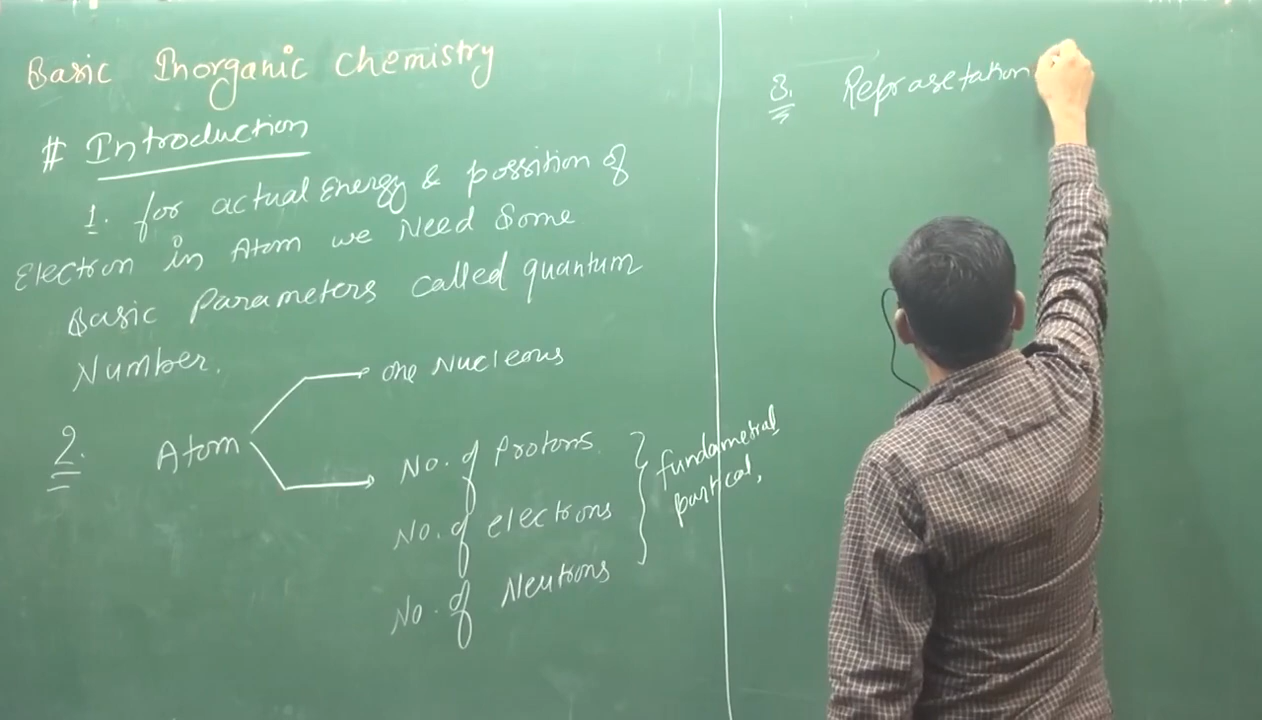 Basic Inorganic chemistry
# Introduction
1. for actual Energy & possition of
Electron in Atom we Need Some
Basic Parameters called quantum
Number.
2. Atom
one Nucleous
No. of Protons
No. of electrons
No. of Neutrons
fundametral
partical,
3. Reprasetation